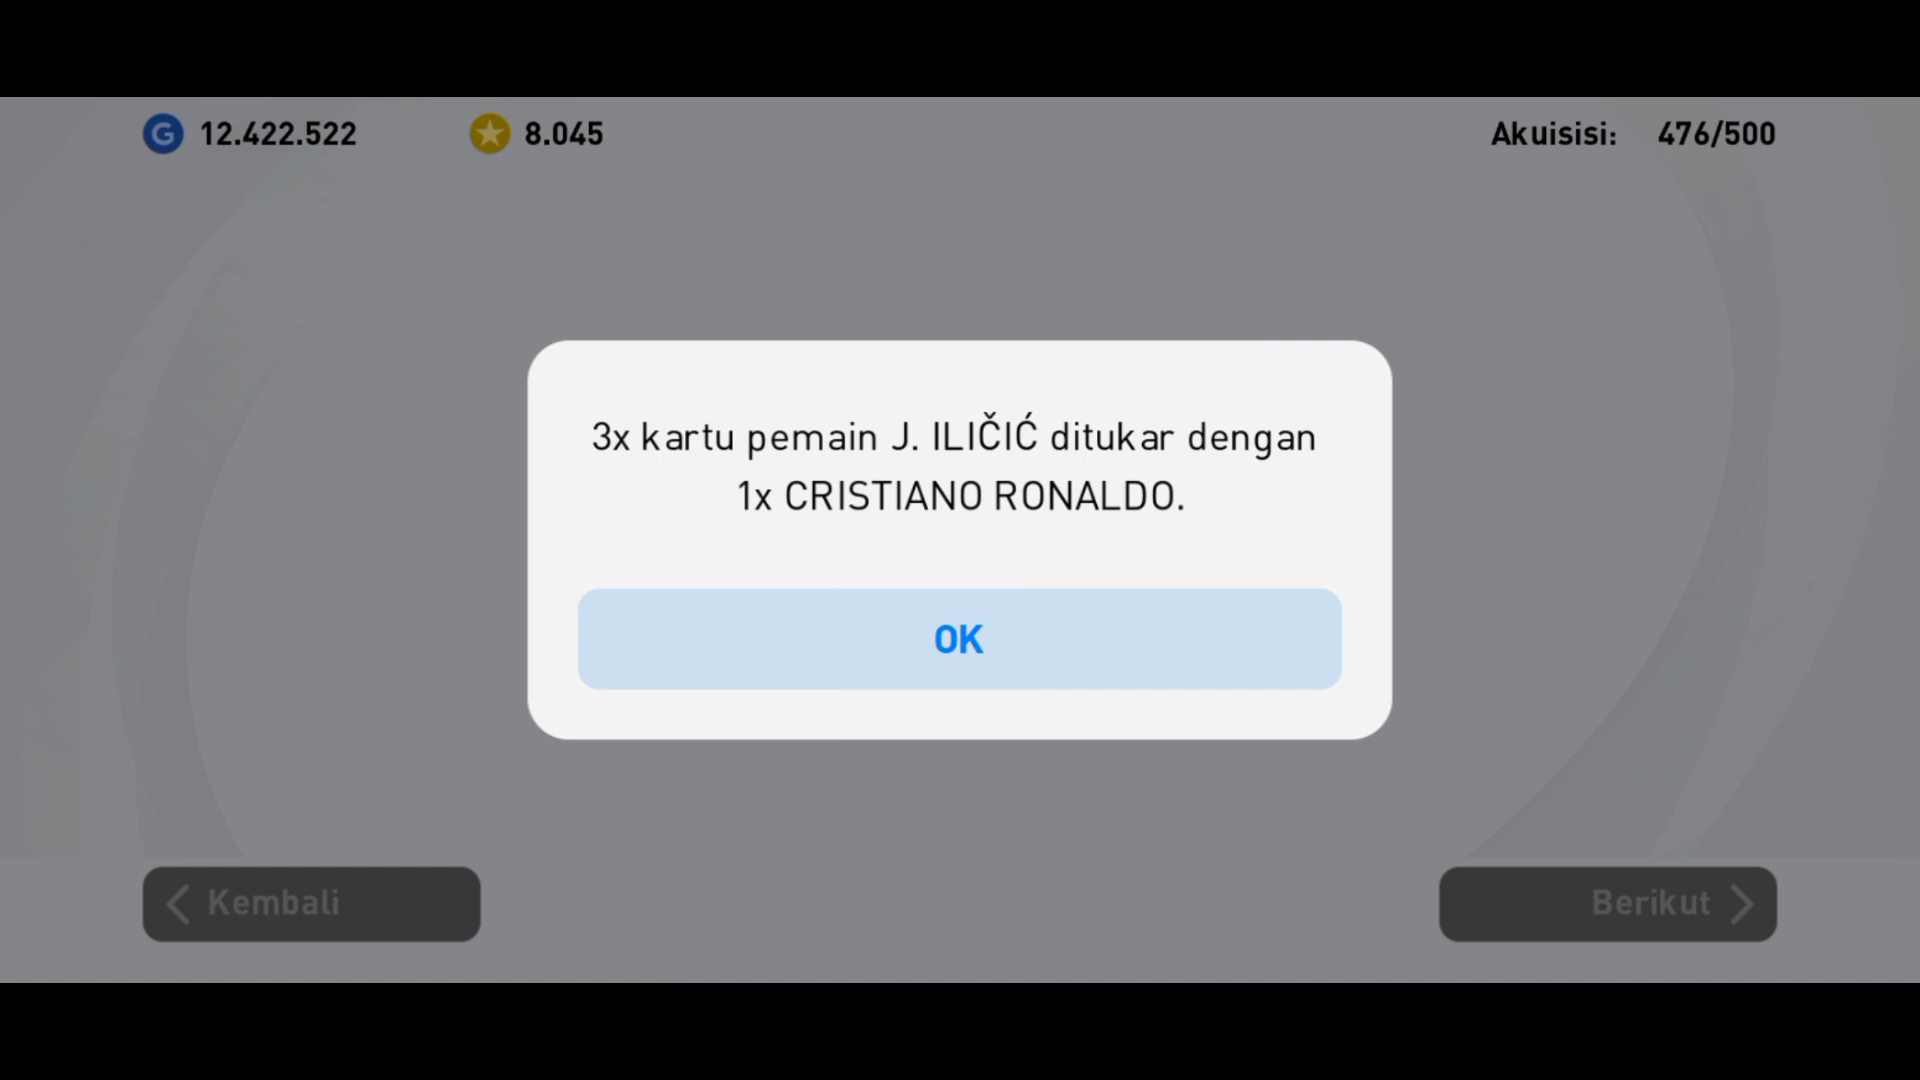 G 12.422.522 8.045 Akuisisi: 476/500
3x kartu pemain J. ILIČIĆ ditukar dengan
1x CRISTIANO RONALDO.
OK
Kembali Berikut